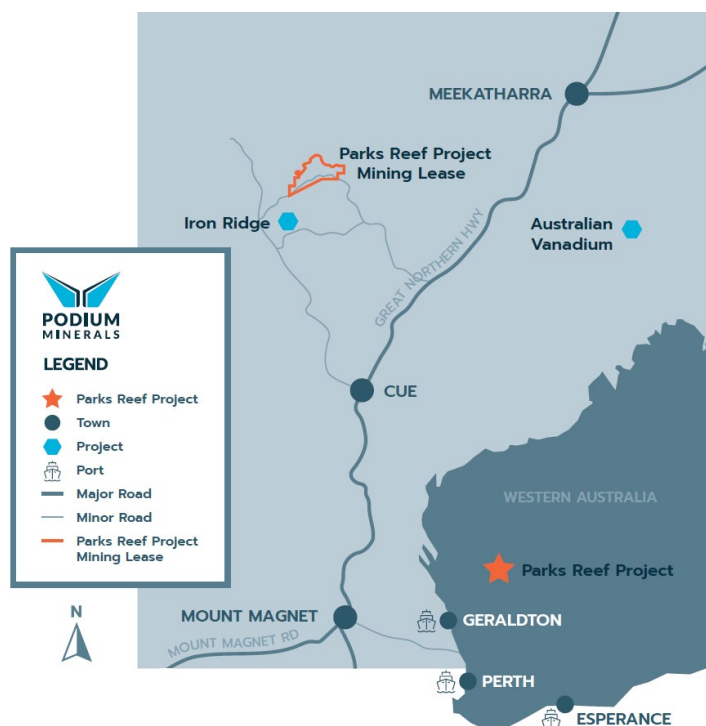 MEEKATHARRA
Parks Reef Project
Mining Lease
Iron Ridge
GREAT NORTHERN HWY
Australian
Vanadium
PODIUM
MINERALS
LEGEND
Parks Reef Project
Town
Project
Port
Major Road
Minor Road
Parks Reef Project
Mining Lease
CUE
WESTERN AUSTRALIA
Parks Reef Project
N
MOUNT MAGNET
MOUNT MAGNET RD
GERALDTON
PERTH
ESPERANCE